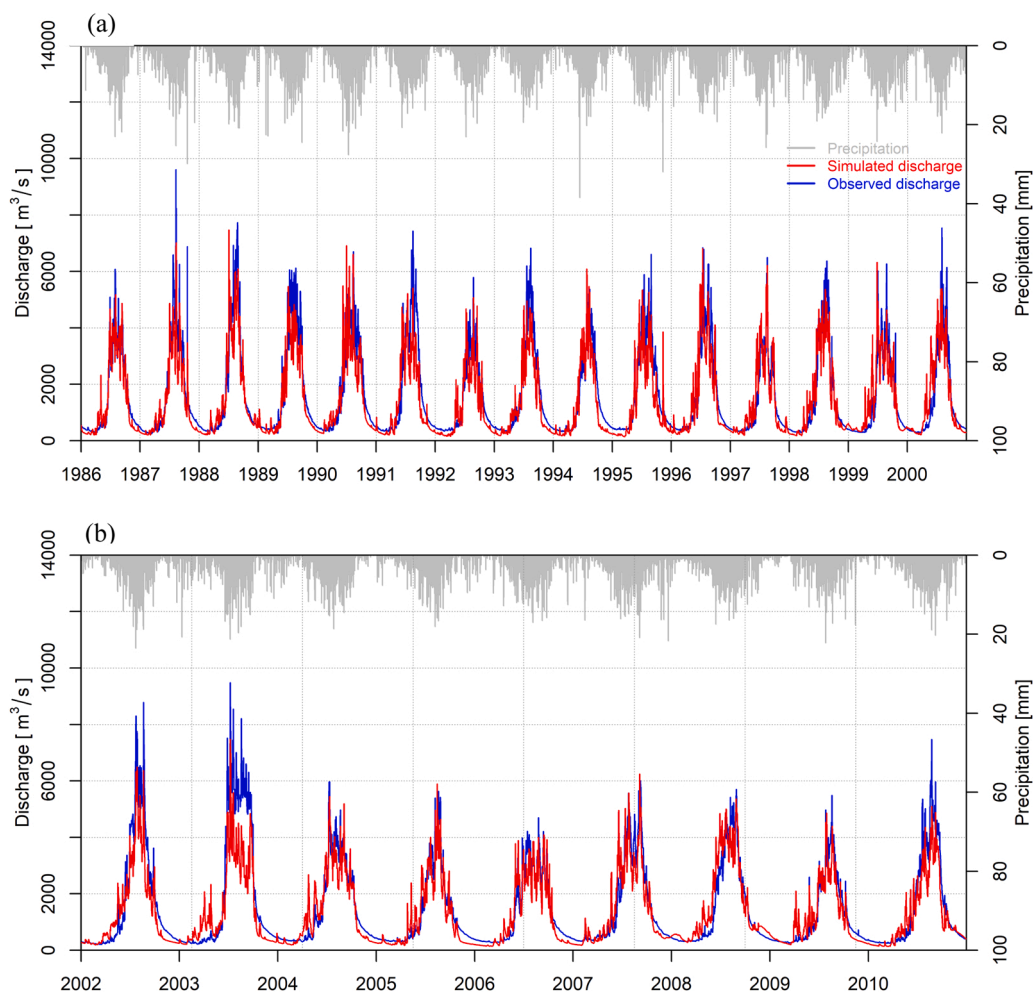 (a)
14000
10000
6000
2000
0
Discharge [ m³/s ]
0
20
40
60
80
100
Precipitation [mm]
Precipitation
Simulated discharge
Observed discharge
1986 1987 1988 1989 1990 1991 1992 1993 1994 1995 1996 1997 1998 1999 2000
(b)
14000
10000
6000
2000
0
Discharge [ m³/s ]
0
20
40
60
80
100
Precipitation [mm]
2002 2003 2004 2005 2006 2007 2008 2009 2010